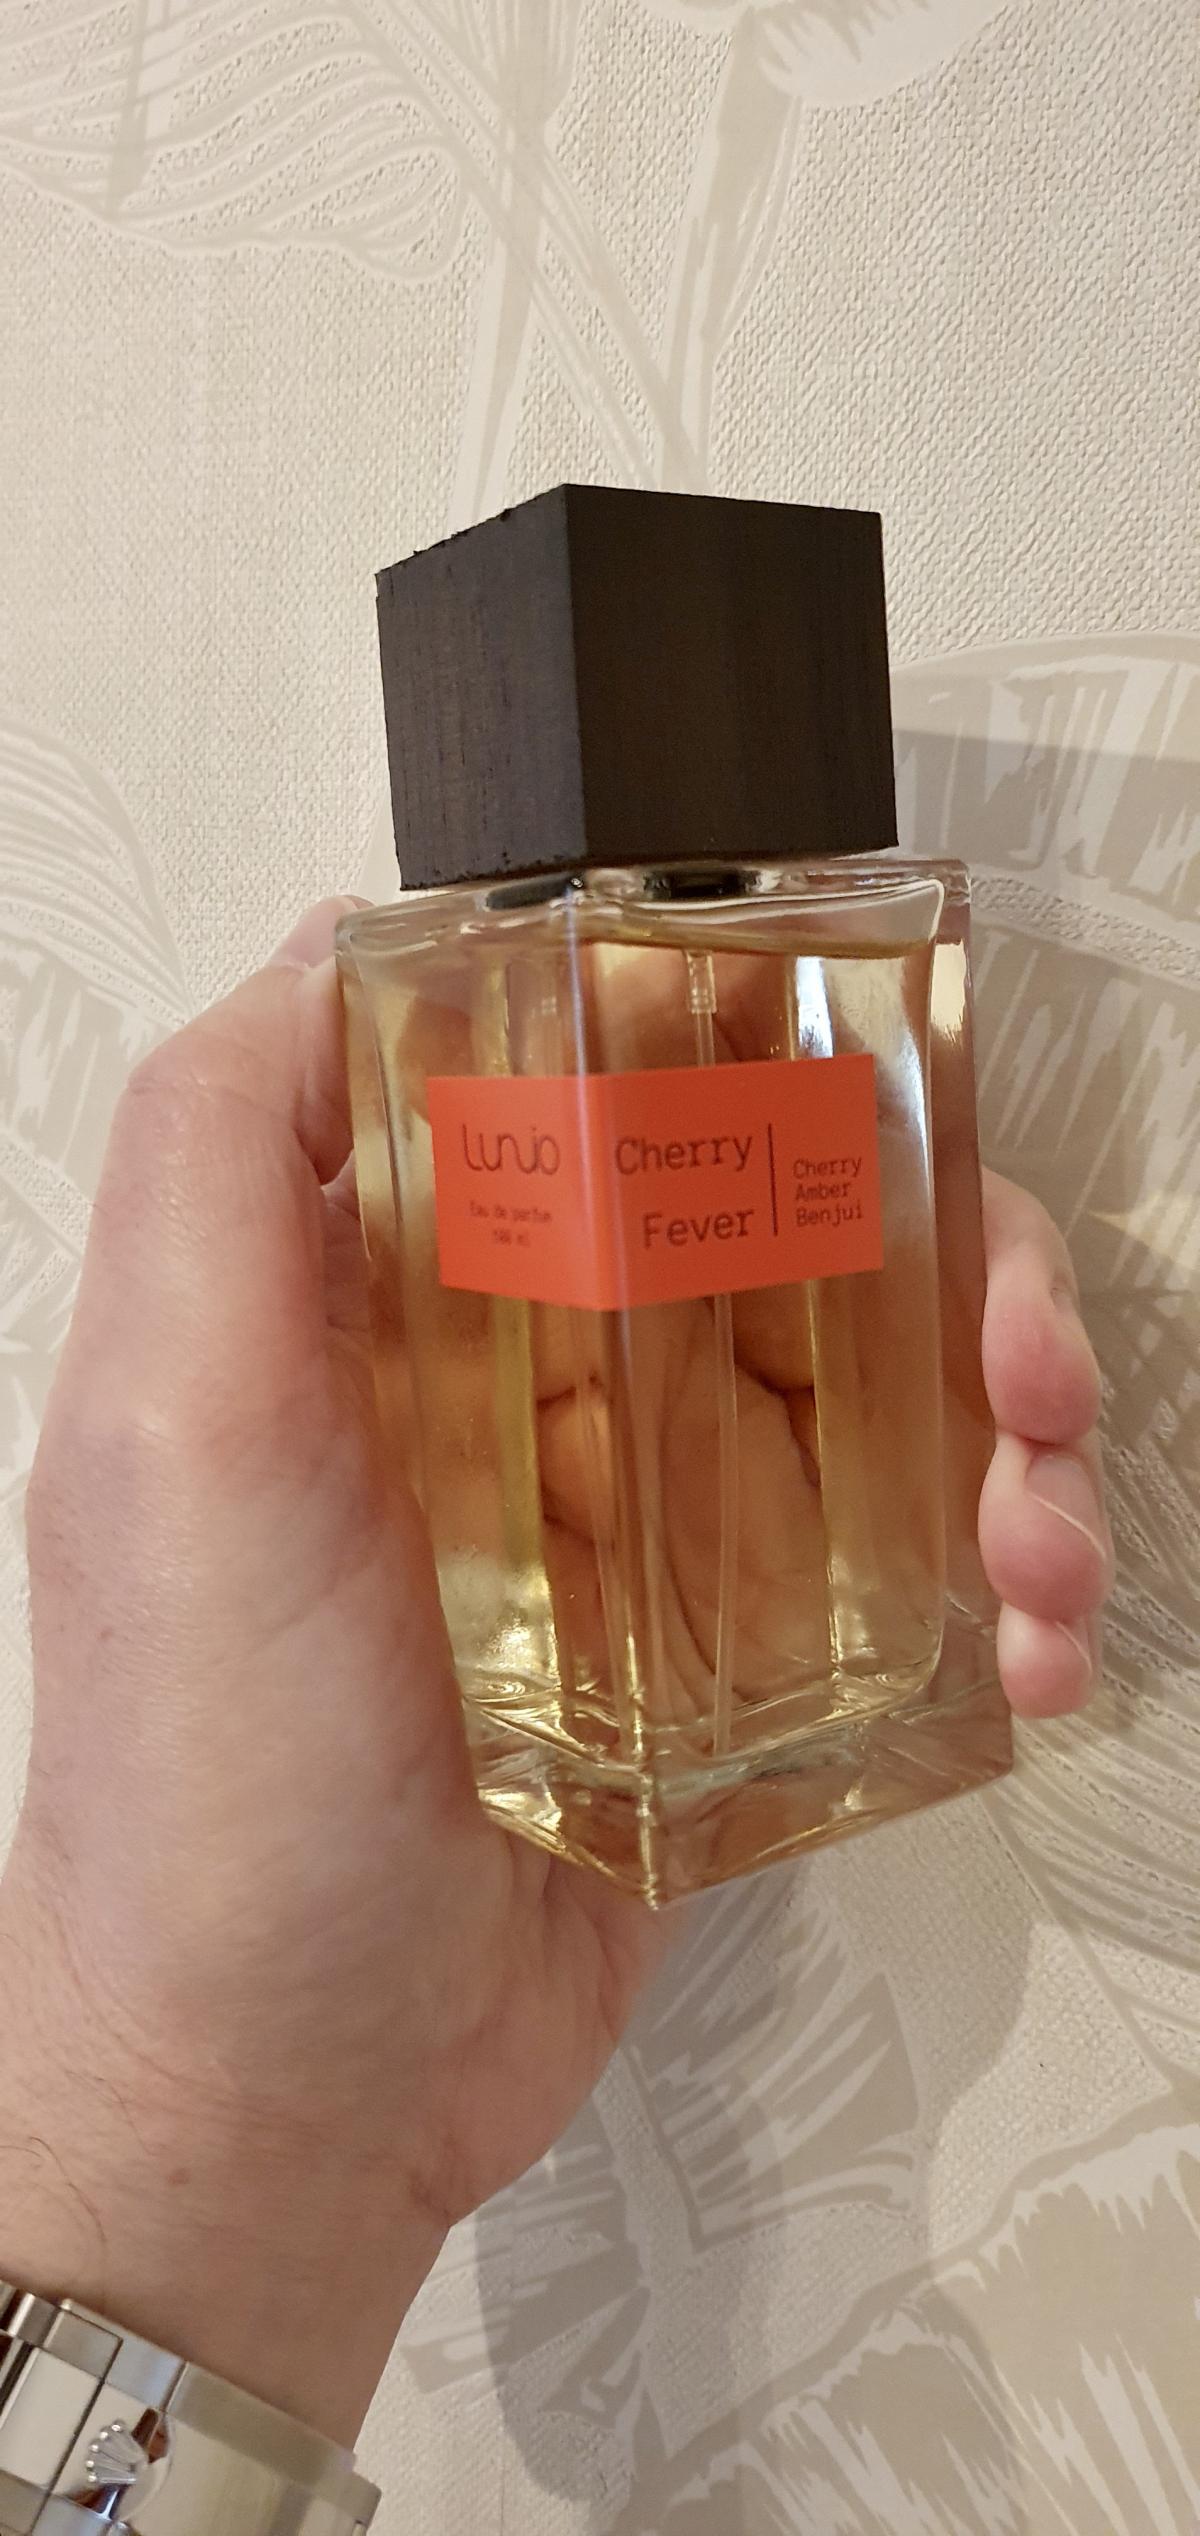 lunjo
Eau de parfum
100 ml
Cherry
Fever
Cherry
Amber
Benjui